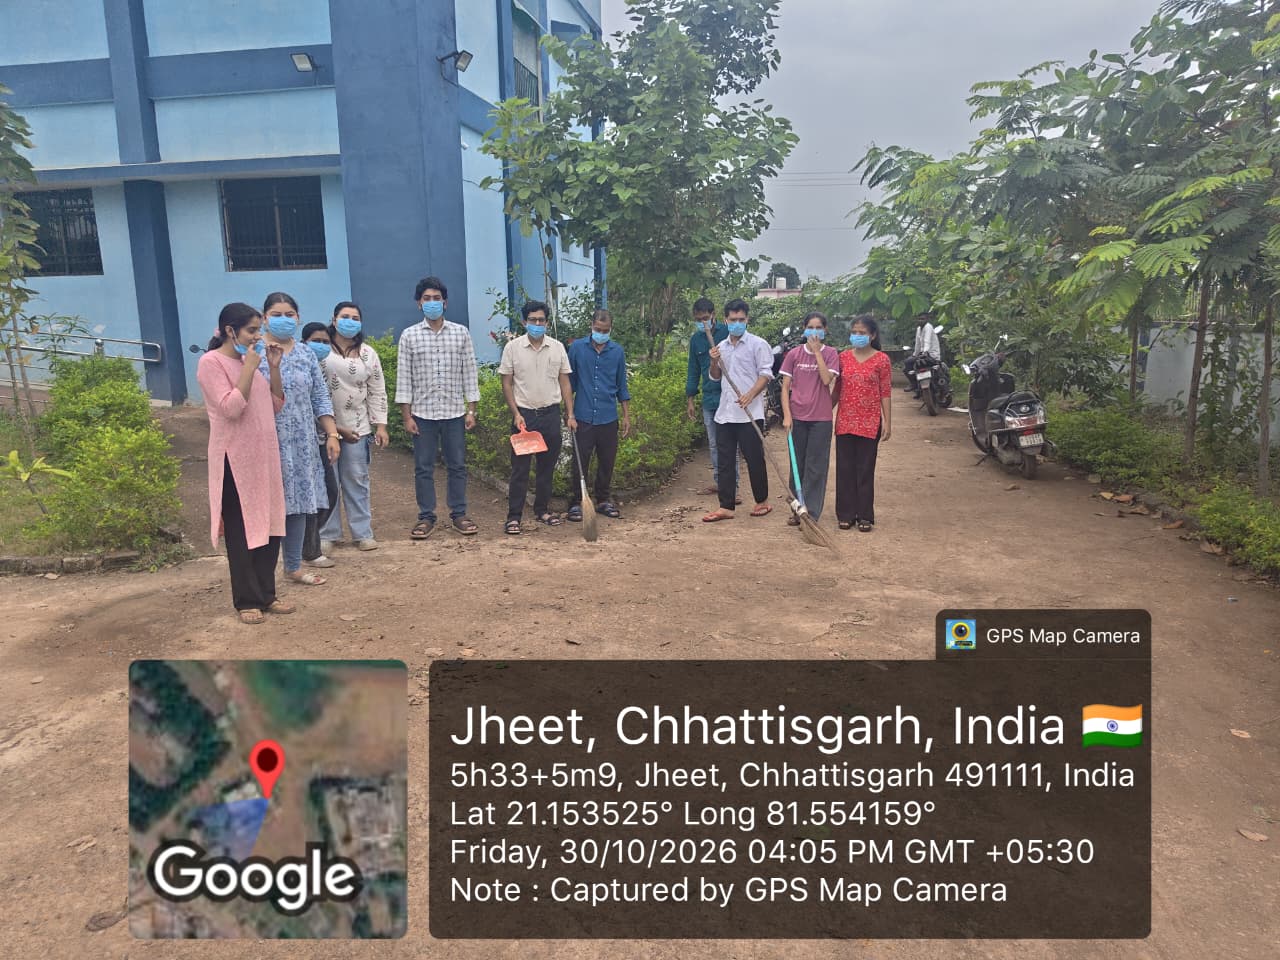 GPS Map Camera
Jheet, Chhattisgarh, India
5h33+5m9, Jheet, Chhattisgarh 491111, India
Lat 21.153525° Long 81.554159°
Friday, 30/10/2026 04:05 PM GMT +05:30
Note : Captured by GPS Map Camera
Google